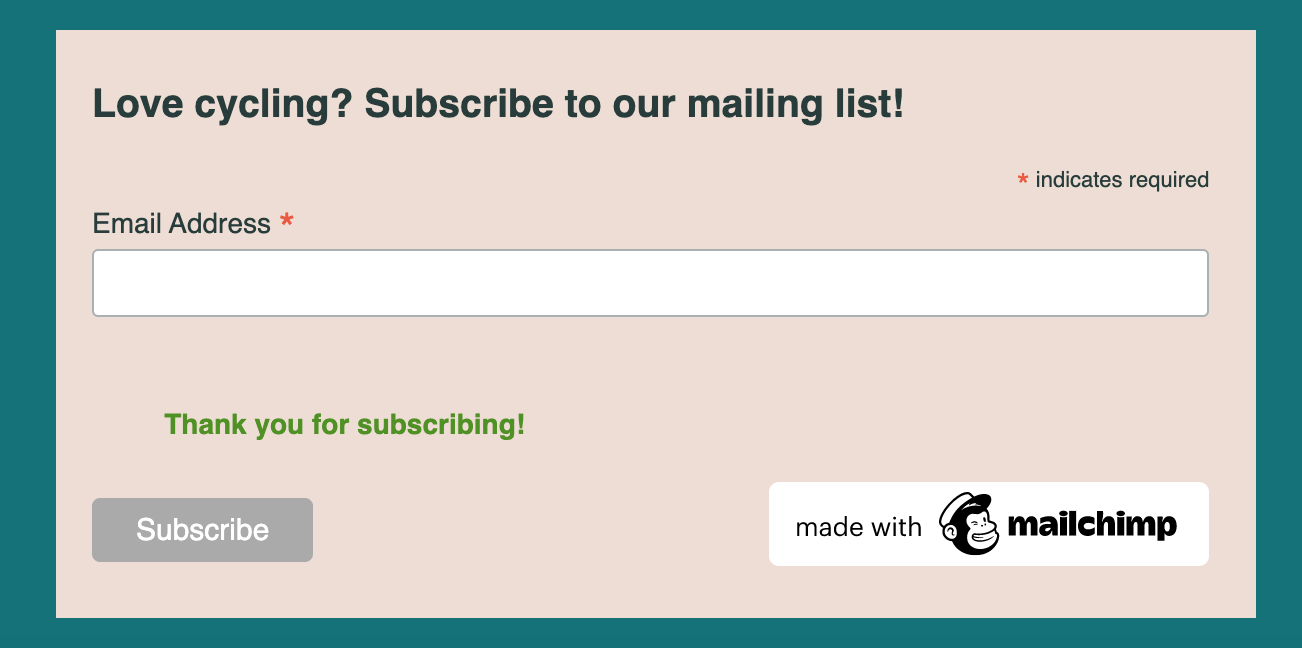 Love cycling? Subscribe to our mailing list!
* indicates required
Email Address *
Thank you for subscribing!
Subscribe
made with mailchimp